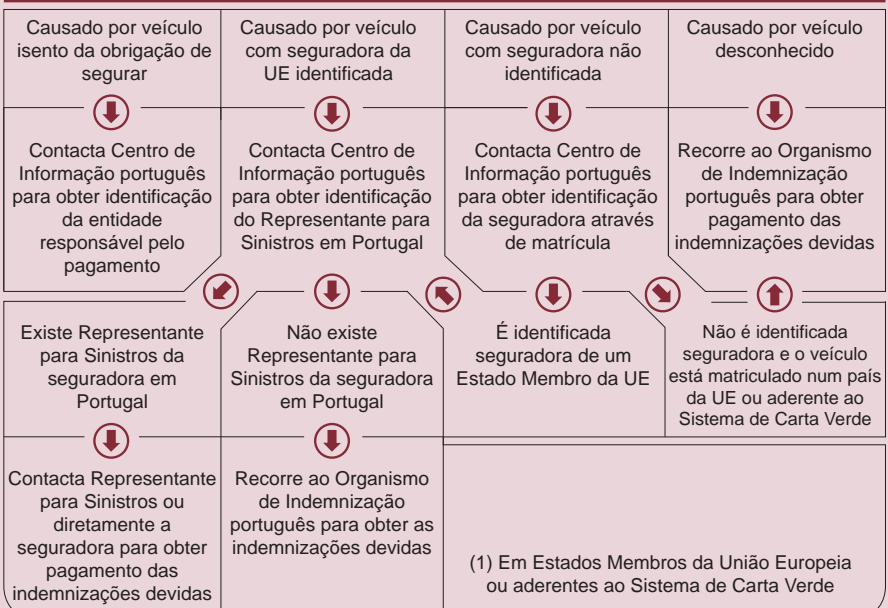 Causado por veículo
isento da obrigação de
segurar
Causado por veículo
com seguradora da
UE identificada
Causado por veículo
com seguradora não
identificada
Causado por veículo
desconhecido
Contacta Centro de
Informação português
para obter identificação
da entidade
responsável pelo
pagamento
Contacta Centro de
Informação português
para obter identificação
do Representante para
Sinistros em Portugal
Contacta Centro de
Informação português
para obter identificação
da seguradora através
de matrícula
Recorre ao Organismo
de Indemnização
português para obter
pagamento das
indemnizações devidas
Existe Representante
para Sinistros da
seguradora em
Portugal
Não existe
Representante para
Sinistros da seguradora
em Portugal
É identificada
seguradora de um
Estado Membro da UE
Não é identificada
seguradora e o veículo
está matriculado num país
da UE ou aderente ao
Sistema de Carta Verde
Contacta Representante
para Sinistros ou
diretamente a
seguradora para obter
pagamento das
indemnizações devidas
Recorre ao Organismo
de Indemnização
português para obter as
indemnizações devidas
(1) Em Estados Membros da União Europeia
ou aderentes ao Sistema de Carta Verde